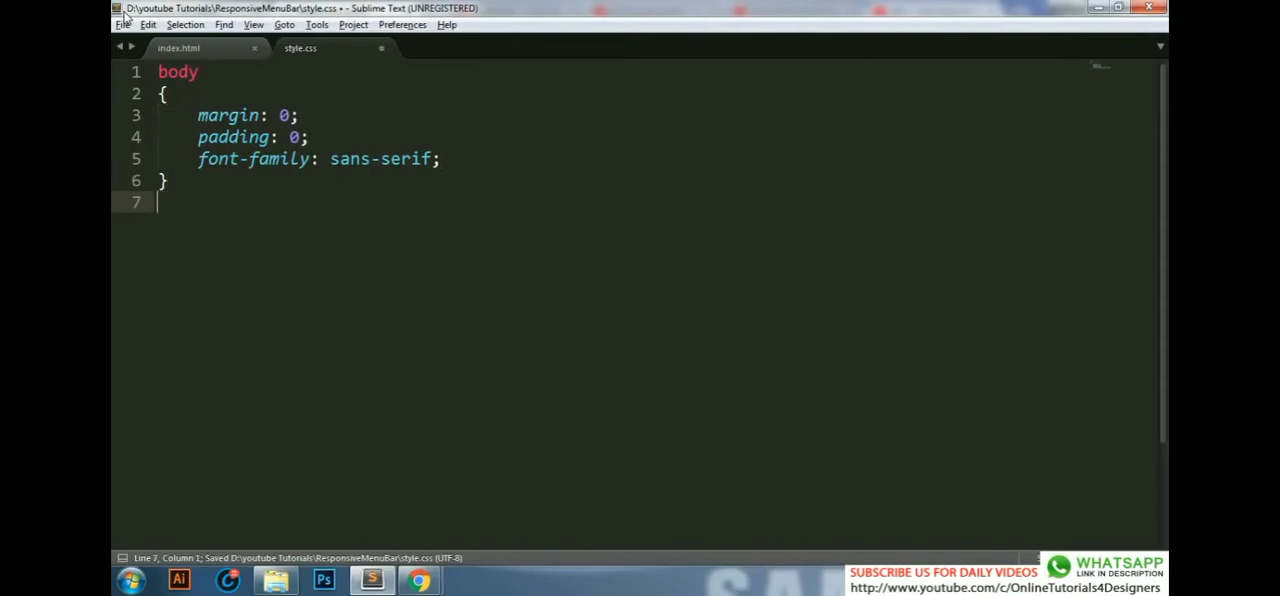 D:\youtube Tutorials\ResponsiveMenuBar\style.css • - Sublime Text (UNREGISTERED)
File Edit Selection Find View Goto Tools Project Preferences Help
index.html style.css
1 body
2 {
3 margin: 0;
4 padding: 0;
5 font-family: sans-serif;
6 }
7
Line 7, Column 1; Saved D:\youtube Tutorials\ResponsiveMenuBar\style.css (UTF-8)
Ai Ps S
SUBSCRIBE US FOR DAILY VIDEOS
WHATSAPP
LINK IN DESCRIPTION
http://www.youtube.com/c/OnlineTutorials4Designers